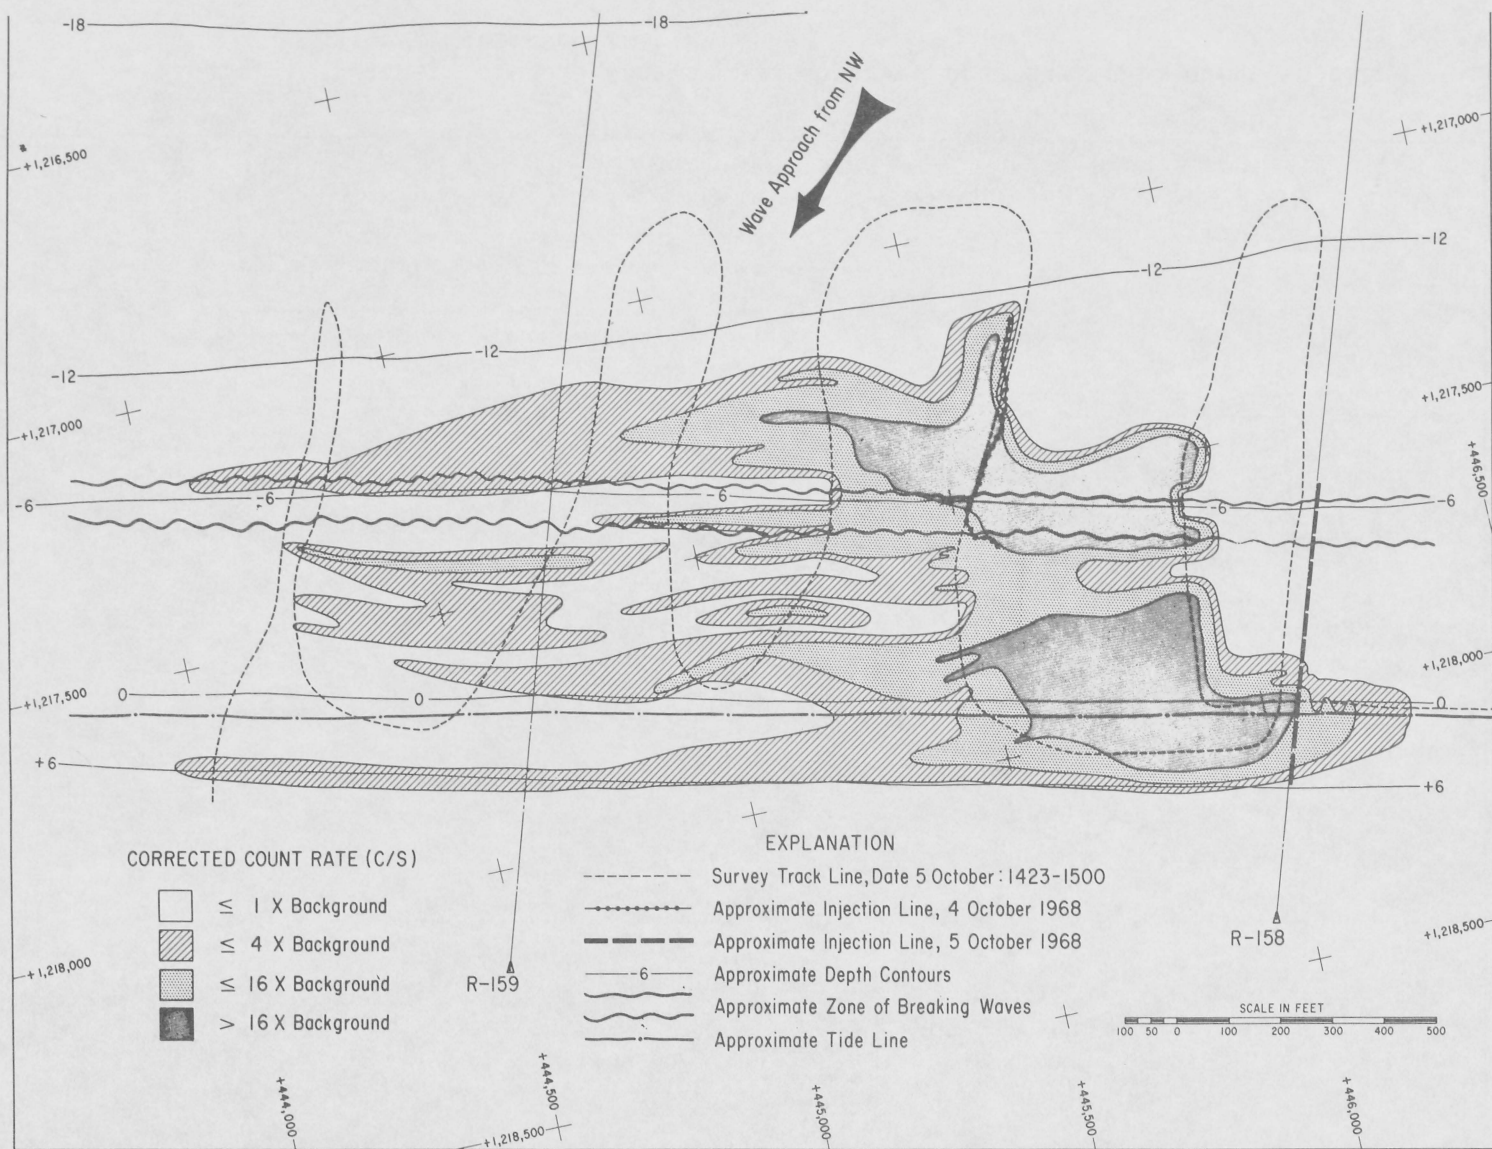 -18
-18
Wave Approach from NW
+1,216,500
+1,217,000
-12
-12
-12
-12
+1,217,000
+1,217,500
+446,500
-6
-6
-6
-6
-6
+1,218,000
+1,217,500
0
0
0
+6
+6
CORRECTED COUNT RATE (C/S)
≤ 1 X Background
≤ 4 X Background
≤ 16 X Background
> 16 X Background
EXPLANATION
Survey Track Line, Date 5 October: 1423-1500
Approximate Injection Line, 4 October 1968
Approximate Injection Line, 5 October 1968
-6
Approximate Depth Contours
Approximate Zone of Breaking Waves
Approximate Tide Line
R-159
R-158
+1,218,500
+1,218,000
SCALE IN FEET
100 50 0 100 200 300 400 500
+444,000
+444,500
+1,218,500
+445,000
+445,500
+446,000